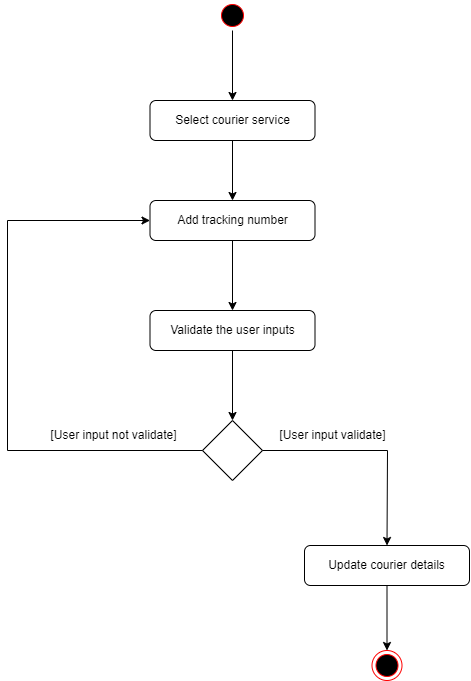 Select courier service
Add tracking number
Validate the user inputs
[User input not validate]
[User input validate]
Update courier details